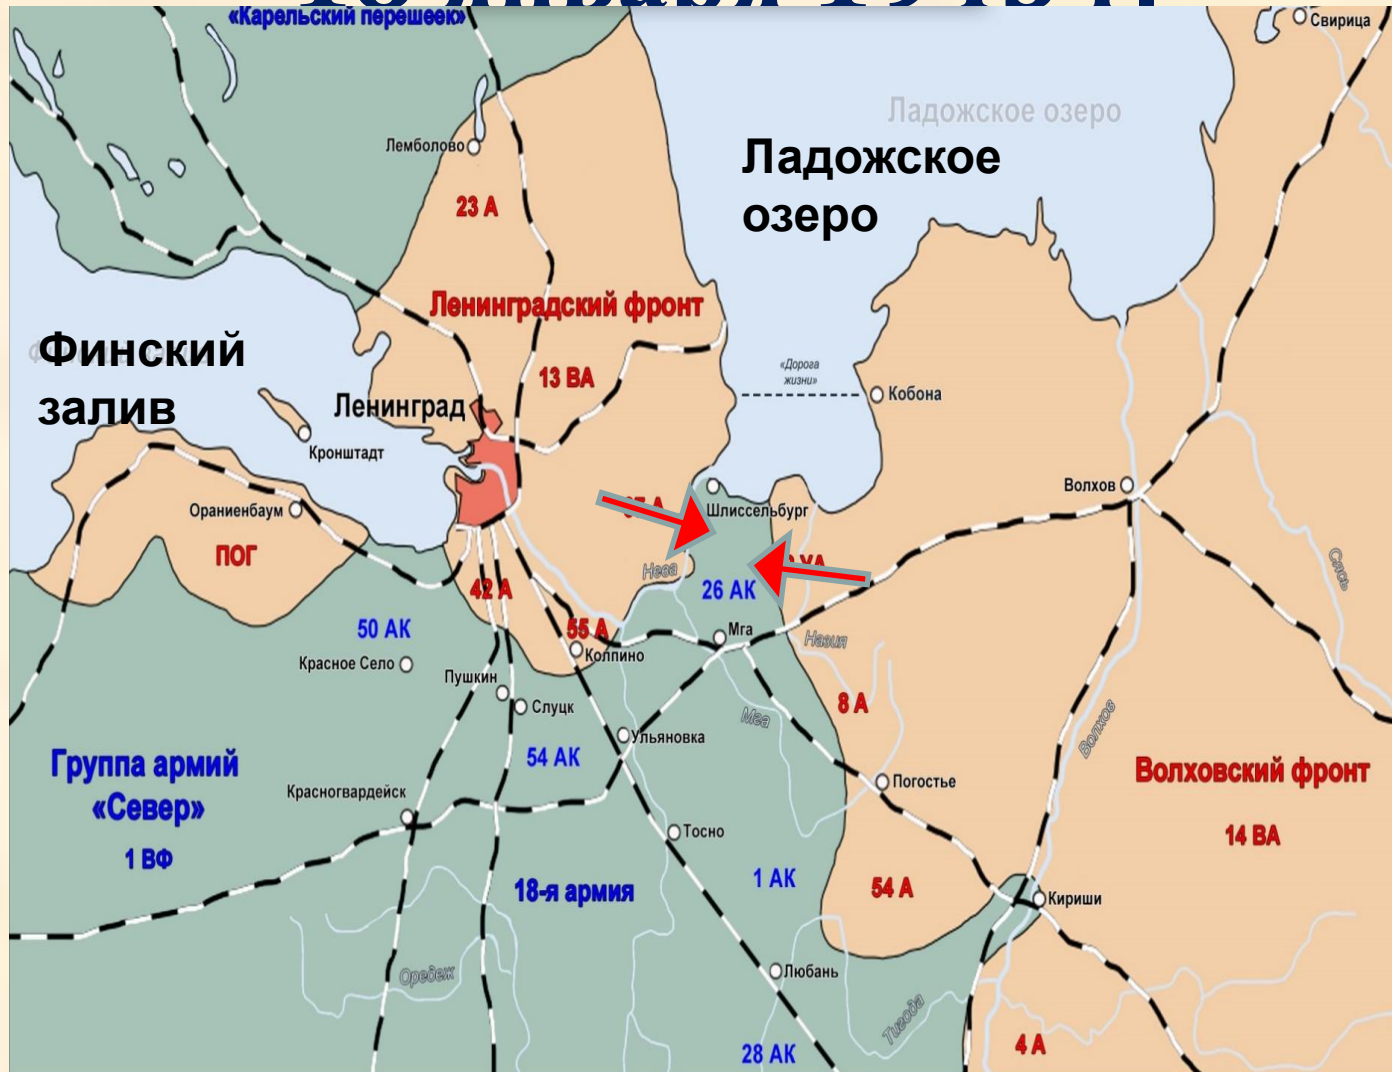 «Карельский перешеек»
Свирица
Ладожское озеро
Лемболово
Ладожское
озеро
23 А
Ленинградский фронт
Финский
залив
«Дорога
жизни»
13 ВА
Кобона
Ленинград
Кронштадт
Волхов
Ораниенбаум
Шлиссельбург
ПОГ
Нева
42 А
26 АК
Сясь
50 АК
55 А
Мга
Назия
Колпино
Красное Село
Пушкин
Слуцк
8 А
Мга
Волхов
Ульяновка
54 АК
Группа армий
«Север»
Волховский фронт
Погостье
Красногвардейск
14 ВА
Тосно
1 ВФ
18-я армия
1 АК
54 А
Кириши
Любань
Оредеж
Тигода
28 АК
4 А